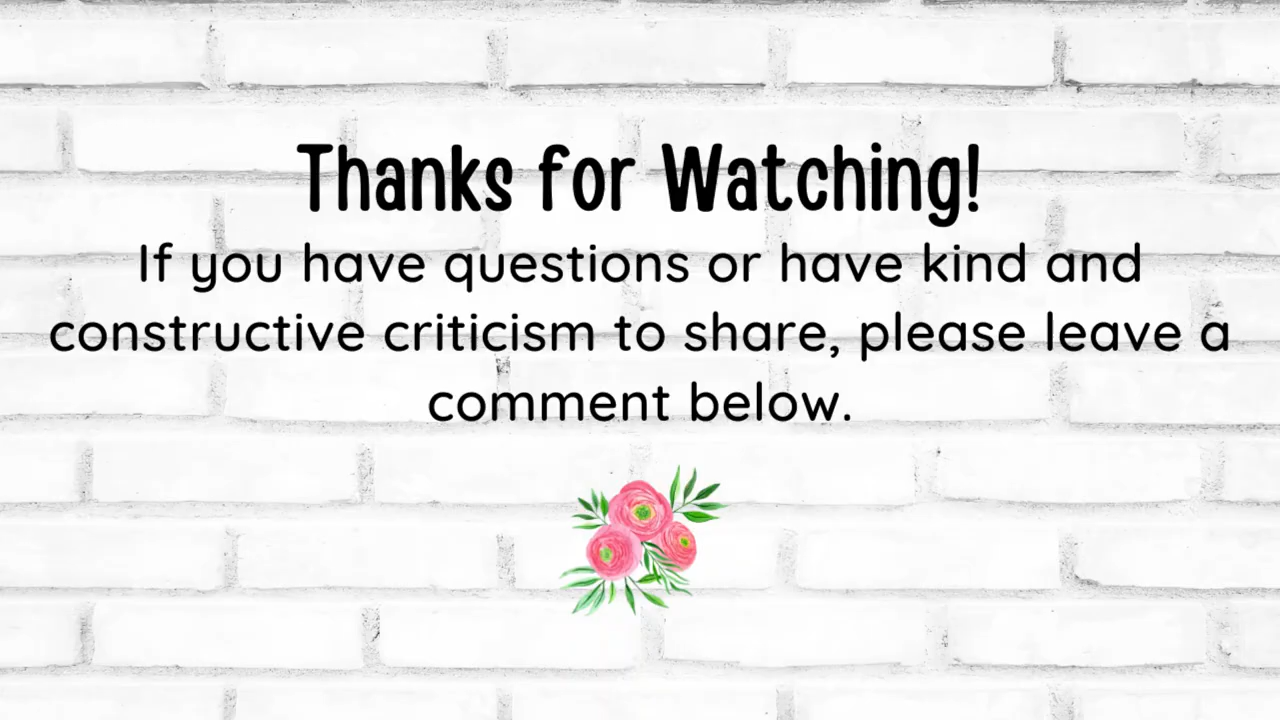 Thanks for Watching!
If you have questions or have kind and
constructive criticism to share, please leave a
comment below.